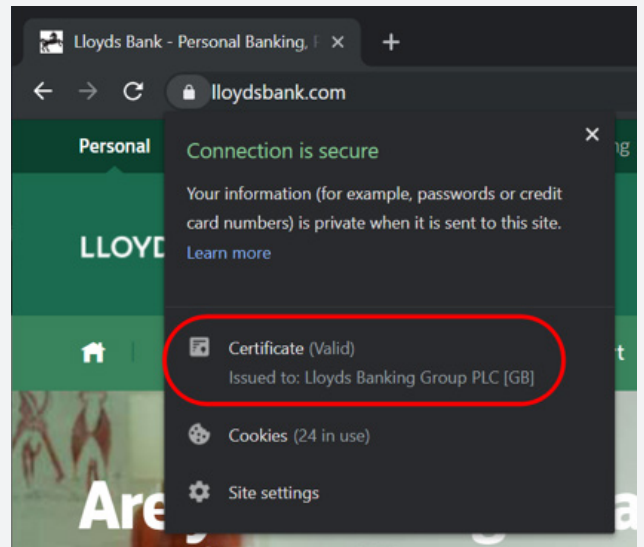 Lloyds Bank - Personal Banking,
lloydsbank.com
Personal
Connection is secure
Your information (for example, passwords or credit
card numbers) is private when it is sent to this site.
Learn more
Certificate (Valid)
Issued to: Lloyds Banking Group PLC [GB]
Cookies (24 in use)
Site settings